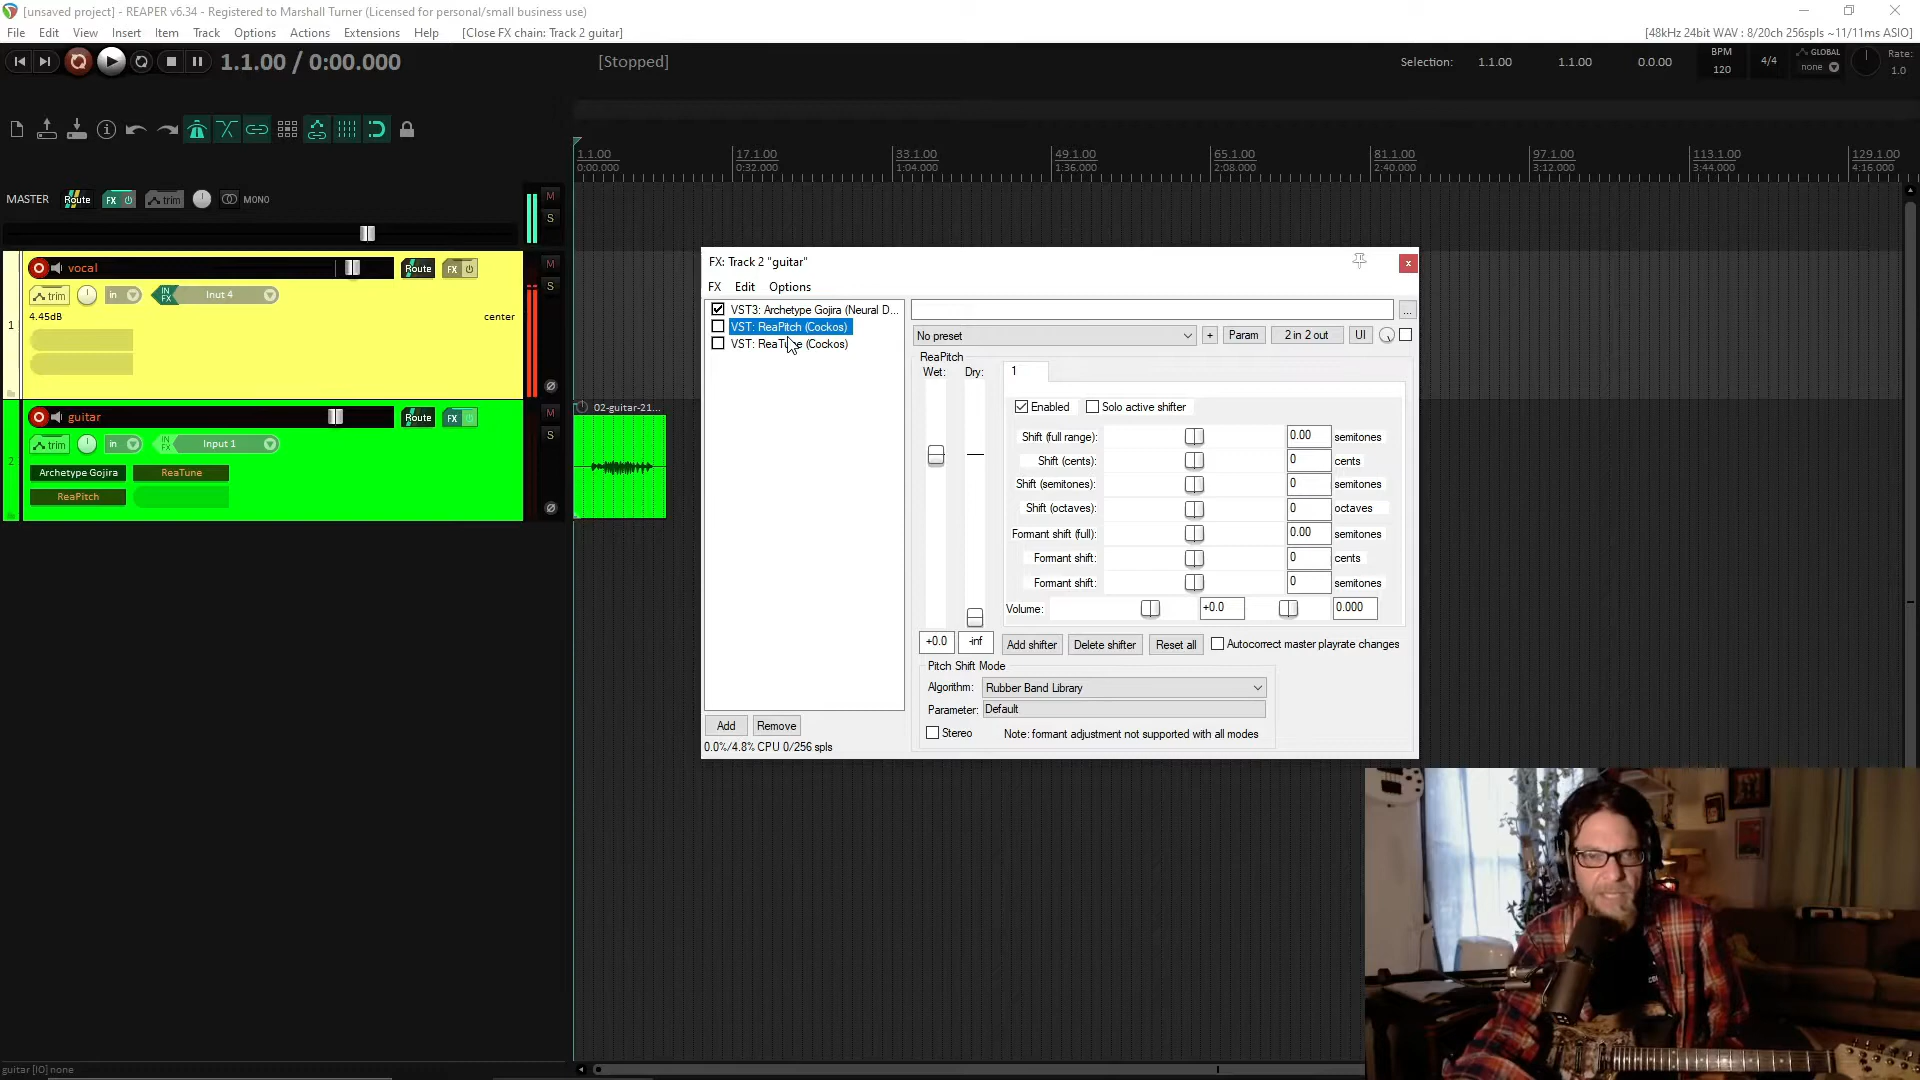 [unsaved project] - REAPER v6.34 - Registered to Marshall Turner (Licensed for personal/small business use)
File Edit View Insert Item Track Options Actions Extensions Help [Close FX chain: Track 2 guitar] [48kHz 24bit WAV : 8/20ch 256spls ~11/11ms ASIO]
1.1.00 / 0:00.000 [Stopped] Selection: 1.1.00 1.1.00 0.0.00 BPM 120 4/4 GLOBAL none Rate: 1.0
1.1.00 17.1.00 33.1.00 49.1.00 65.1.00 81.1.00 97.1.00 113.1.00 129.1.00
0:00.000 0:32.000 1:04.000 1:36.000 2:08.000 2:40.000 3:12.000 3:44.000 4:16.000
MASTER Route FX trim MONO M
S
1 vocal Route FX M
trim in IN FX Inut 4 S
4.45dB center
2 guitar Route FX M
trim in IN FX Input 1 S
Archetype Gojira ReaTune
ReaPitch
02-guitar-21...
FX: Track 2 "guitar" x
FX Edit Options
VST3: Archetype Gojira (Neural D...
VST: ReaPitch (Cockos)
VST: ReaTune (Cockos)
Add Remove
0.0%/4.8% CPU 0/256 spls
...
No preset + Param 2 in 2 out UI
ReaPitch
Wet: Dry: 1
Enabled Solo active shifter
Shift (full range): 0.00 semitones
Shift (cents): 0 cents
Shift (semitones): 0 semitones
Shift (octaves): 0 octaves
Formant shift (full): 0.00 semitones
Formant shift: 0 cents
Formant shift: 0 semitones
Volume: +0.0 0.000
+0.0 -inf Add shifter Delete shifter Reset all Autocorrect master playrate changes
Pitch Shift Mode
Algorithm: Rubber Band Library
Parameter: Default
Stereo Note: formant adjustment not supported with all modes
guitar [IO] none